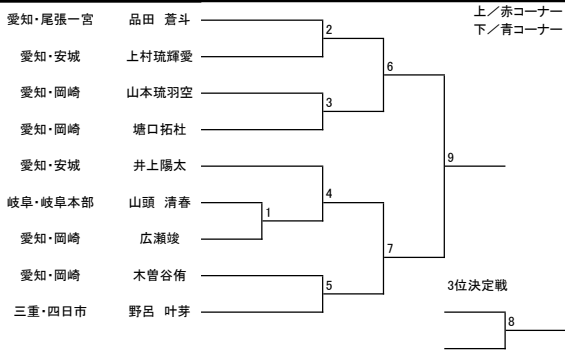 上／赤コーナー
下／青コーナー
愛知・尾張一宮 品田 蒼斗
2
愛知・安城 上村琉輝愛
6
愛知・岡崎 山本琉羽空
3
愛知・岡崎 塘口拓杜
9
愛知・安城 井上陽太
4
岐阜・岐阜本部 山頭 清春
1
愛知・岡崎 広瀬竣
7
愛知・岡崎 木曽谷侑
5
3位決定戦
三重・四日市 野呂 叶芽
8